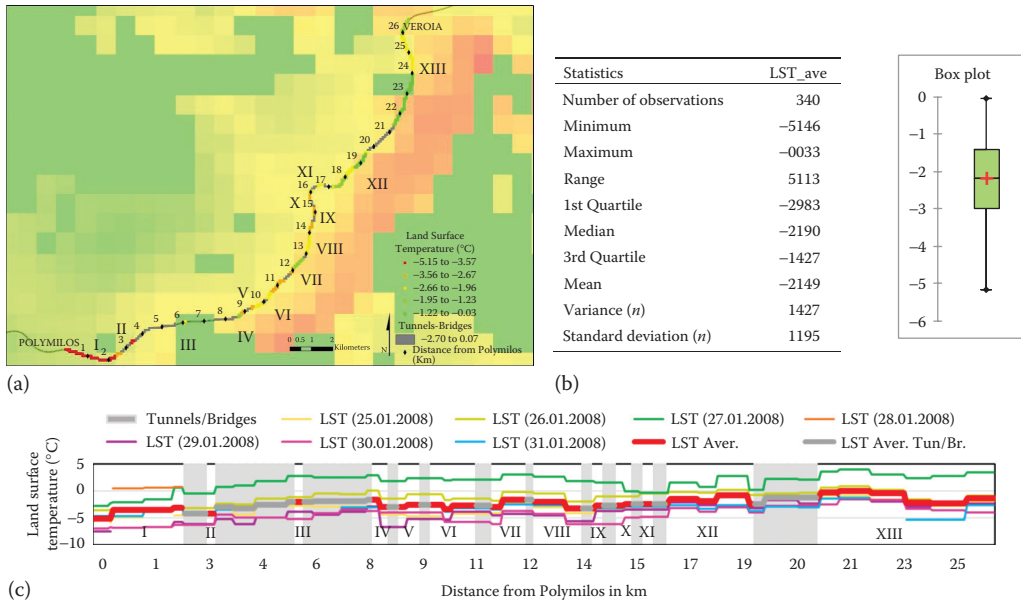 26 VEROIA
25
24
XIII
23
22
21
20
19
18
XII
XI
17
16
X
15
IX
14
13
VIII
12
VII
11
V
10
9
VI
8
IV
7
6
III
5
4
II
3
POLYMILOS
1
I
2
Land Surface
Temperature (°C)
−5.15 to −3.57
−3.56 to −2.67
−2.66 to −1.96
−1.95 to −1.23
−1.22 to −0.03
Tunnels-Bridges
−2.70 to 0.07
Distance from Polymilos
(Km)
0 0.5 1 2
Kilometers
N
(a)
Statistics LST_ave
Number of observations 340
Minimum −5146
Maximum −0033
Range 5113
1st Quartile −2983
Median −2190
3rd Quartile −1427
Mean −2149
Variance (n) 1427
Standard deviation (n) 1195
(b)
Box plot
0
−1
−2
−3
−4
−5
−6
Tunnels/Bridges LST (25.01.2008) LST (26.01.2008) LST (27.01.2008) LST (28.01.2008)
LST (29.01.2008) LST (30.01.2008) LST (31.01.2008) LST Aver. LST Aver. Tun/Br.
Land surface
temperature (°C)
5
0
−5
−10
I II III IV V VI VII VIII IX X XI XII XIII
0 1 3 4 6 8 9 11 12 14 15 17 18 20 21 23 25
Distance from Polymilos in km
(c)